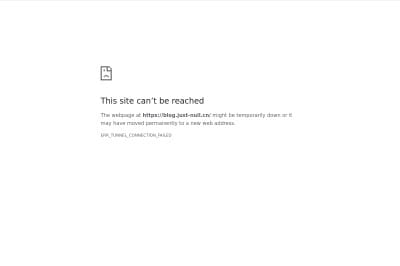 This site can't be reached
The webpage at https://blog.just-null.cn/ might be temporarily down or it
may have moved permanently to a new web address.
ERR_TUNNEL_CONNECTION_FAILED